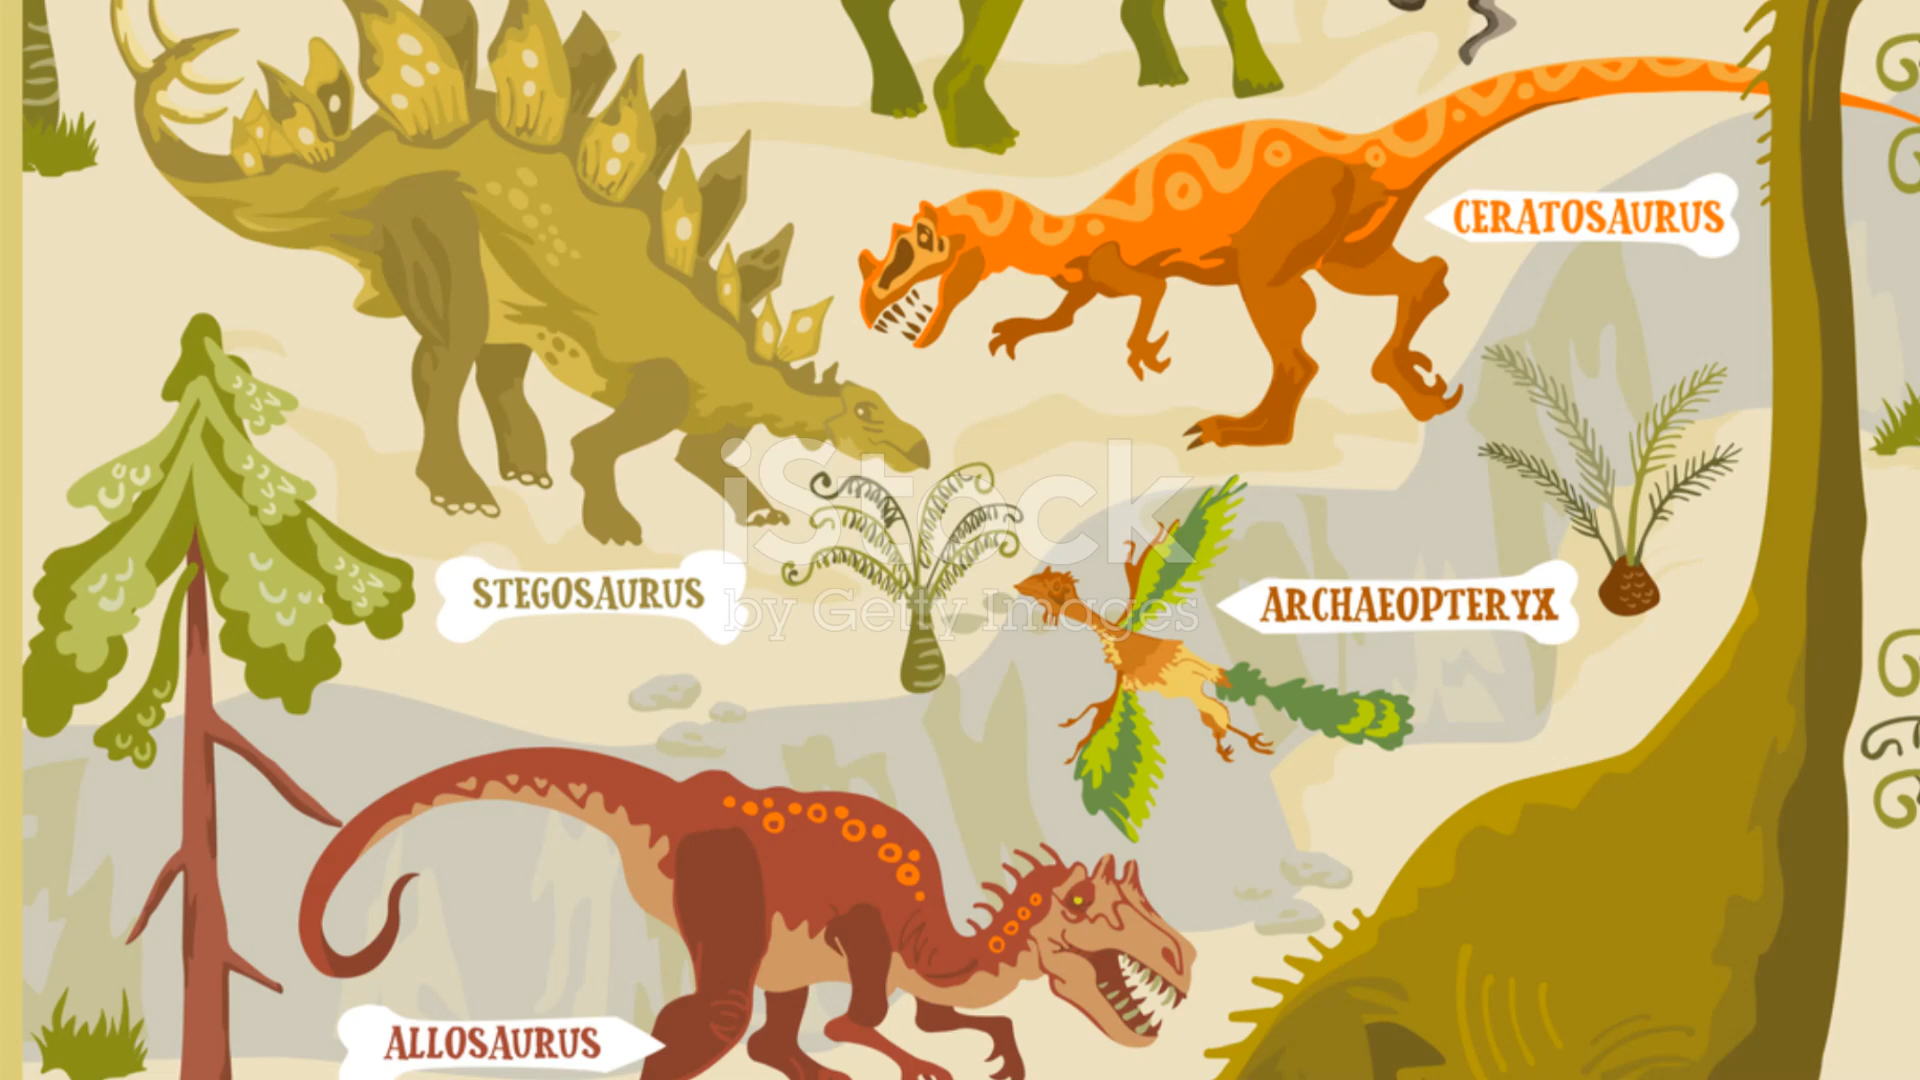 CERATOSAURUS
iStock
by Getty Images
STEGOSAURUS
ARCHAEOPTERYX
ALLOSAURUS